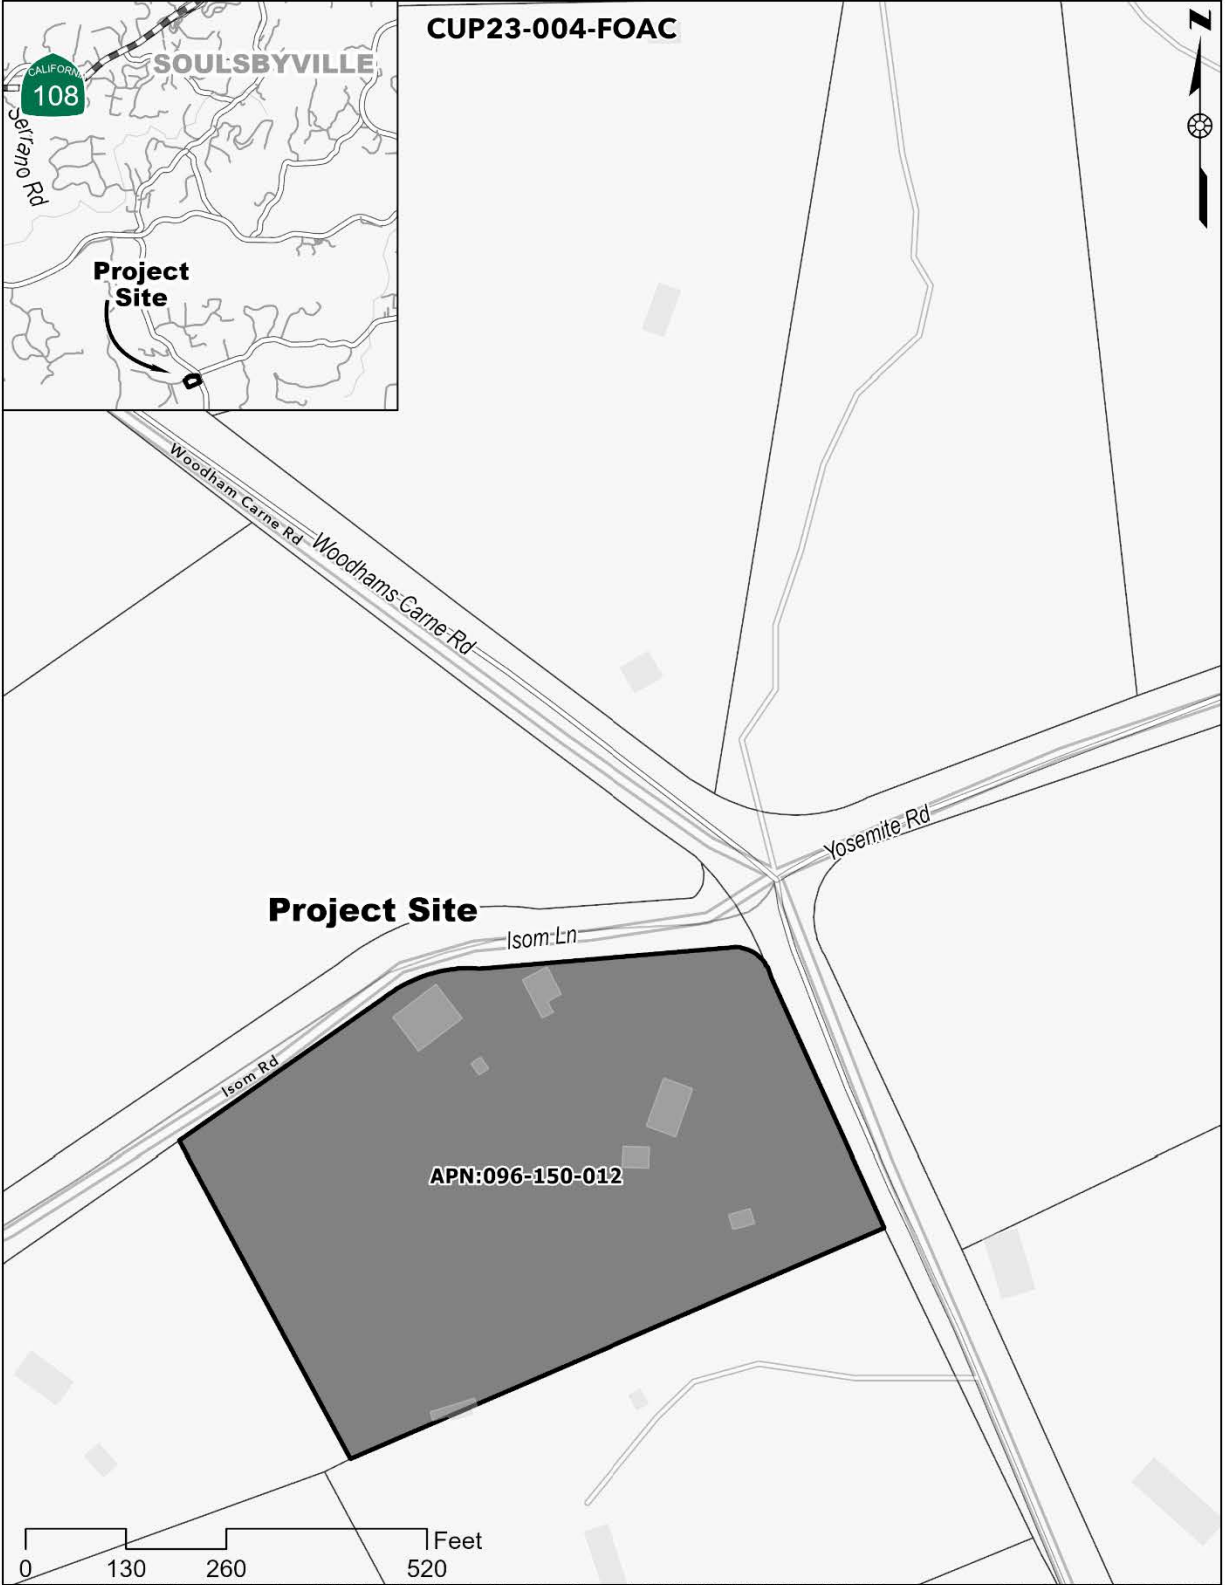 CUP23-004-FOAC
N
SOULSBYVILLE
CALIFORNIA
108
Serrano Rd
Project
Site
Woodham Carne Rd
Woodhams Carne Rd
Yosemite Rd
Project Site
Isom Ln
Isom Rd
APN:096-150-012
Feet
0 130 260 520